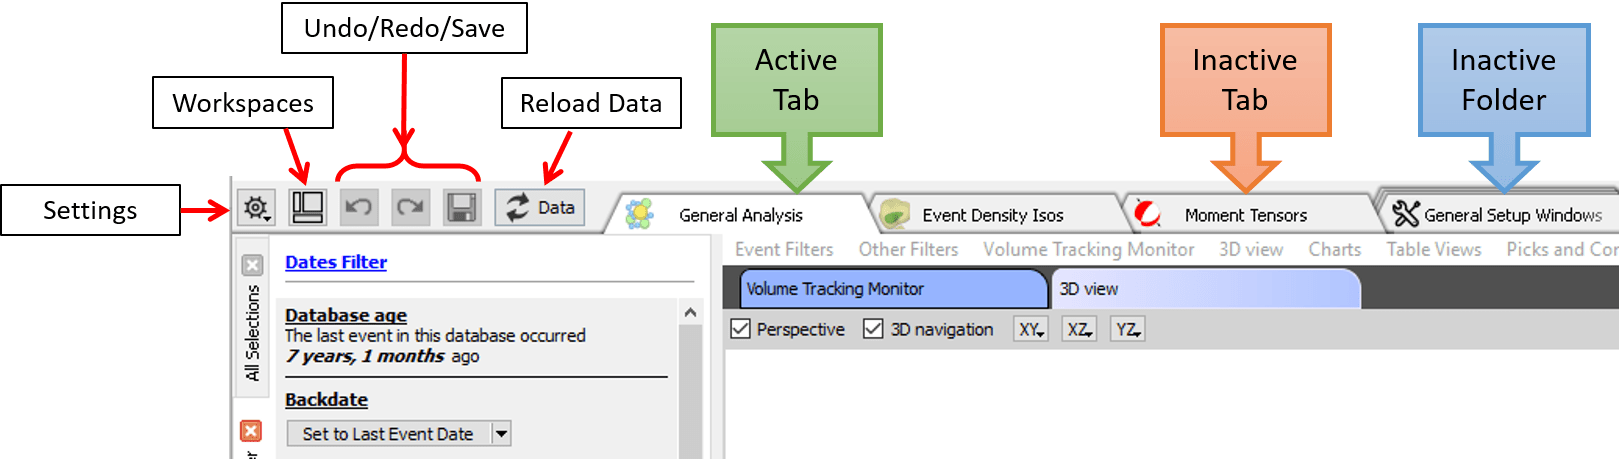 Undo/Redo/Save
Workspaces
Reload Data
Settings
Active
Tab
Inactive
Tab
Inactive
Folder
Data
General Analysis
Event Density Isos
Moment Tensors
General Setup Windows
Event Filters
Other Filters
Volume Tracking Monitor
3D view
Charts
Table Views
Picks and Cor
All Selections
Dates Filter
Database age
The last event in this database occurred
7 years, 1 months ago
Backdate
Set to Last Event Date
Volume Tracking Monitor
3D view
Perspective
3D navigation
XY
XZ
YZ